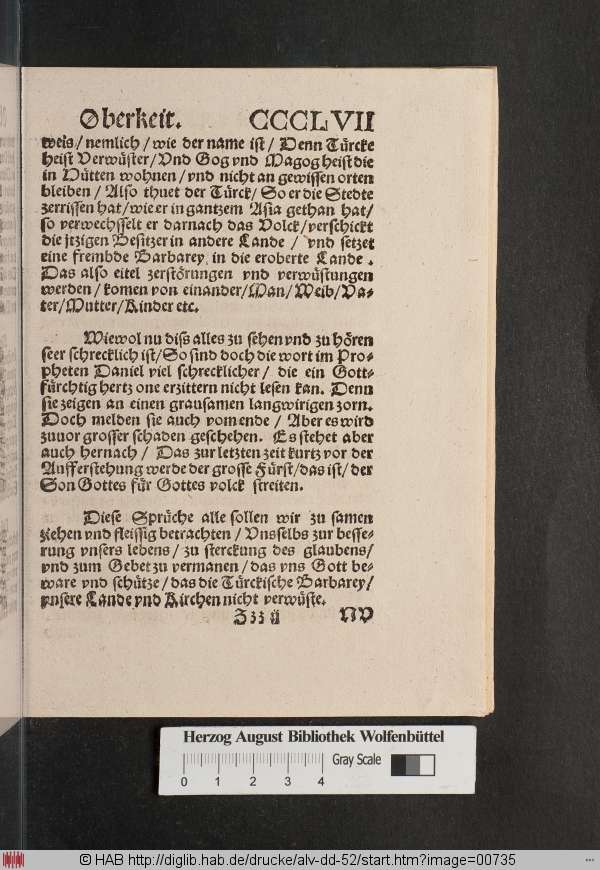 Oberkeit. CCCLVII
weis/nemlich/wie der name ist/Denn Türcke
heist Verwüster/Vnd Gog vnd Magog heist die
in Hütten wohnen/vnd nicht an gewissen orten
bleiben/Also thuet der Türck/So er die Stedte
zerrissen hat/wie er in gantzem Asia gethan hat/
so verwechsselt er darnach das Volck/verschickt
die jtzigen Besitzer in andere Lande/vnd setzet
eine frembde Barbarey, in die eroberte Lande.
Das also eitel zerstörungen vnd verwüstungen
werden/komen von einander/Man/Weib/Va-
ter/Mutter/Kinder etc.
Wiewol nu diss alles zu sehen vnd zu hören
seer schrecklich ist/So sind doch die wort im Pro-
pheten Daniel viel schrecklicher/die ein Gott-
fürchtig hertz one erzittern nicht lesen kan. Denn
sie zeigen an einen grausamen langwirigen zorn.
Doch melden sie auch vom ende/Aber es wird
zuuor grosser schaden geschehen. Es stehet aber
auch hernach/Das zur letzten zeit kurtz vor der
Aufferstehung werde der grosse Fürst/das ist/der
Son Gottes für Gottes volck streiten.
Diese Sprüche alle sollen wir zu samen
ziehen vnd fleissig betrachten/Vnsselbs zur besse-
rung vnsers lebens/zu sterckung des glaubens/
vnd zum Gebet zu vermanen/das vns Gott be-
ware vnd schütze/das die Türckische Barbarey/
vnsere Lande vnd Kirchen nicht verwüste.
Zzz ij NV
Herzog August Bibliothek Wolfenbüttel
Gray Scale
0 1 2 3 4
© HAB http://diglib.hab.de/drucke/alv-dd-52/start.htm?image=00735